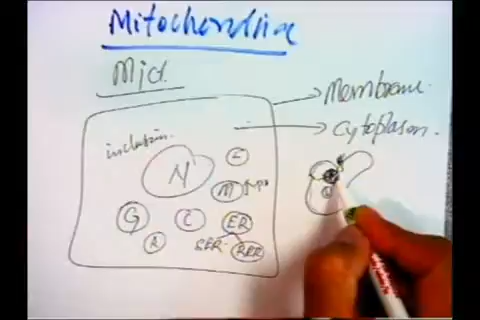 Mitochondria
Mid.
Membrane.
Cytoplasm.
inclusion.
N
L
M
G
C
ER
R
SER.
RER